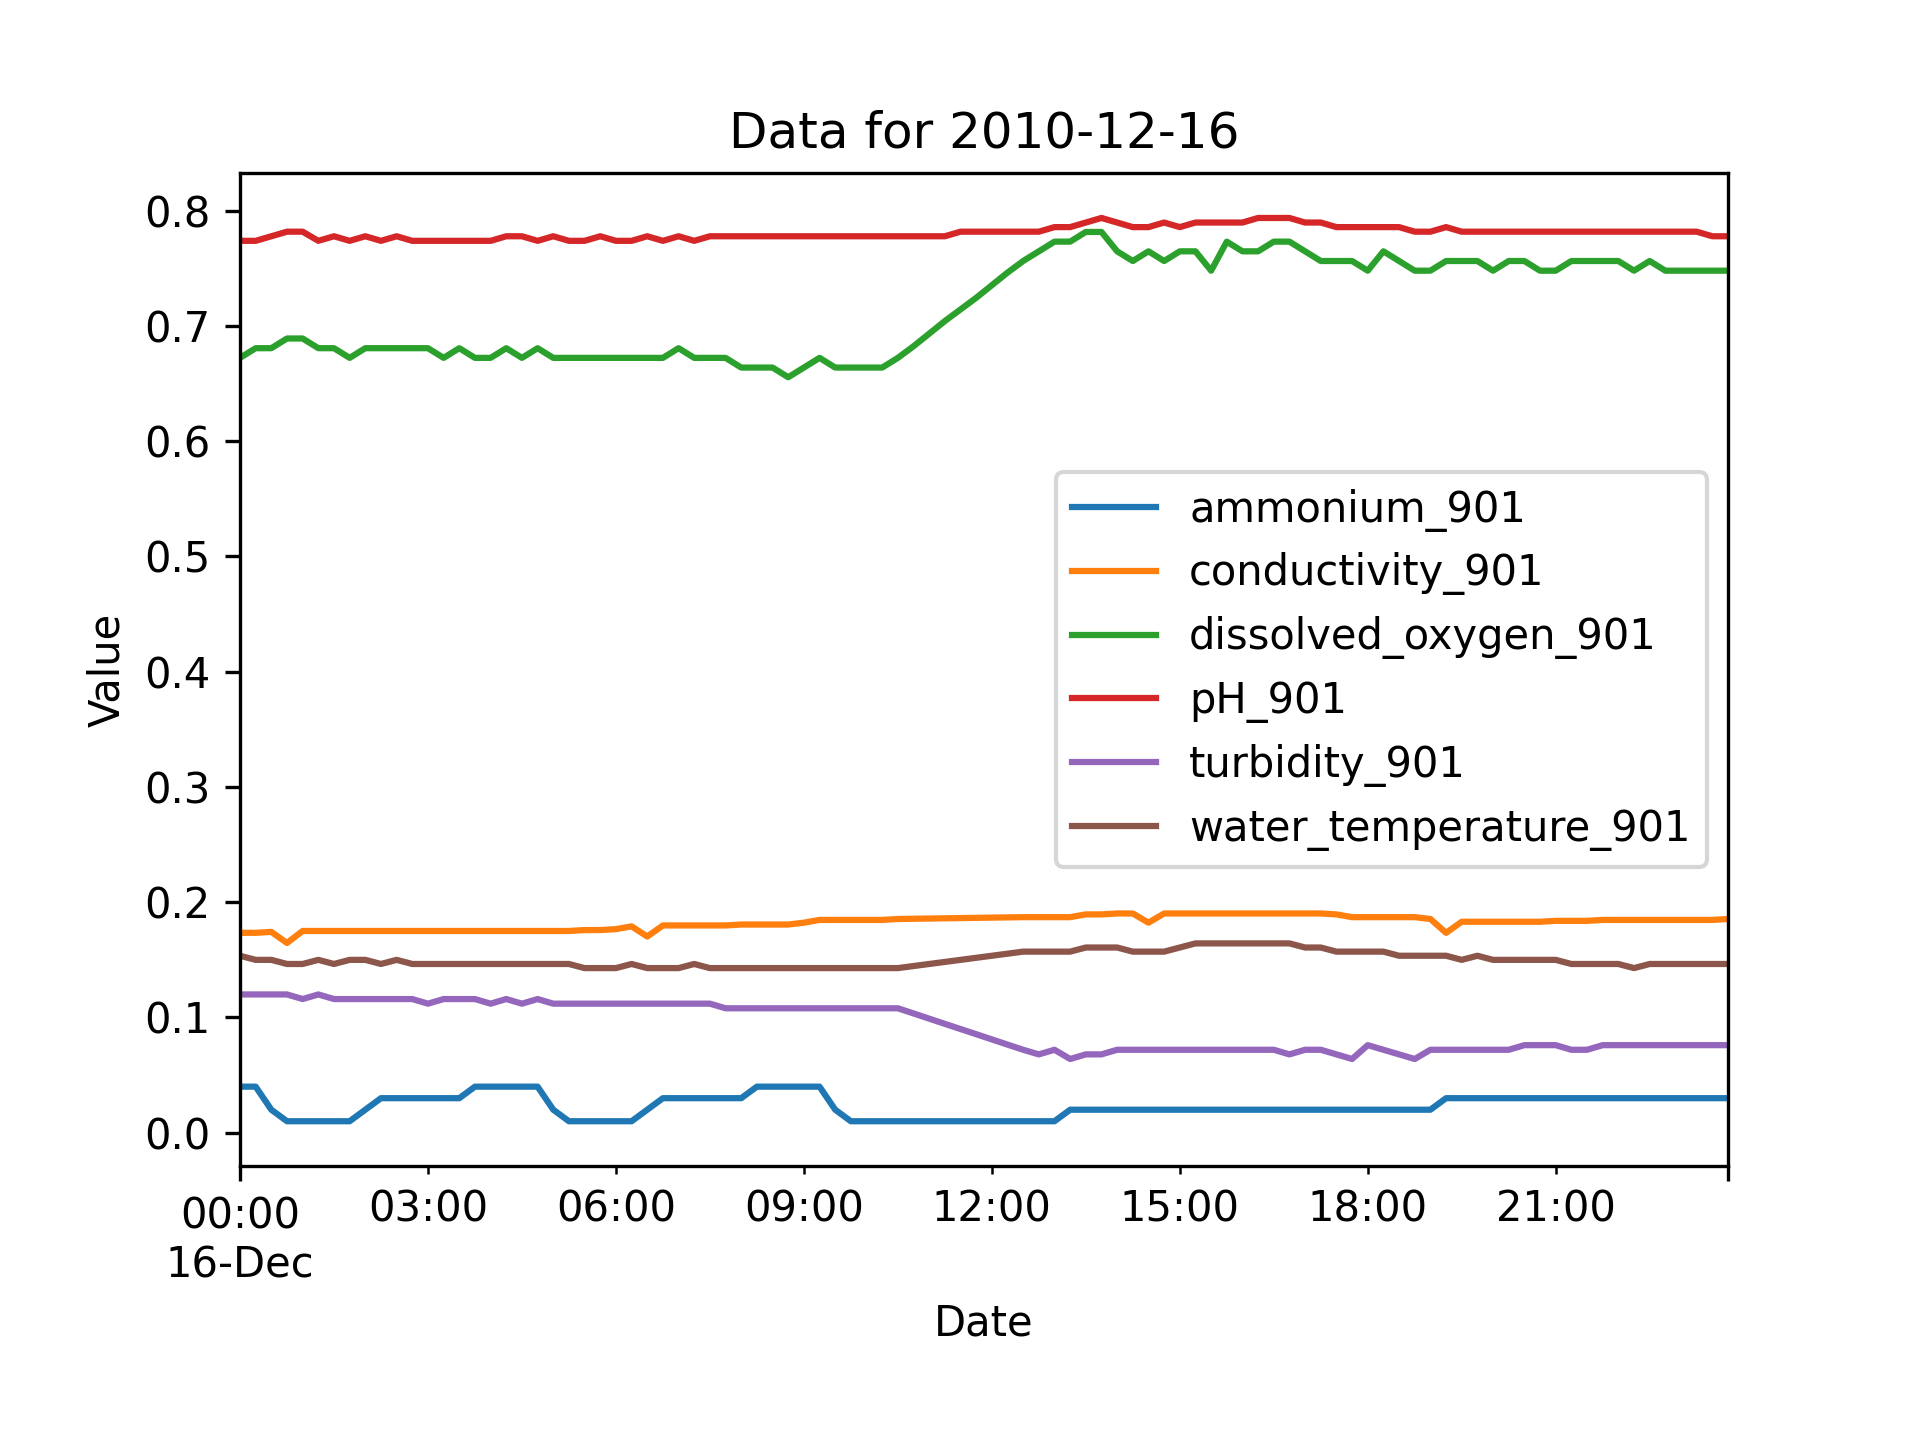 Data for 2010-12-16
0.8
0.7
0.6
0.5
0.4
0.3
0.2
0.1
0.0
Value
ammonium_901
conductivity_901
dissolved_oxygen_901
pH_901
turbidity_901
water_temperature_901
00:00 03:00 06:00 09:00 12:00 15:00 18:00 21:00
16-Dec
Date